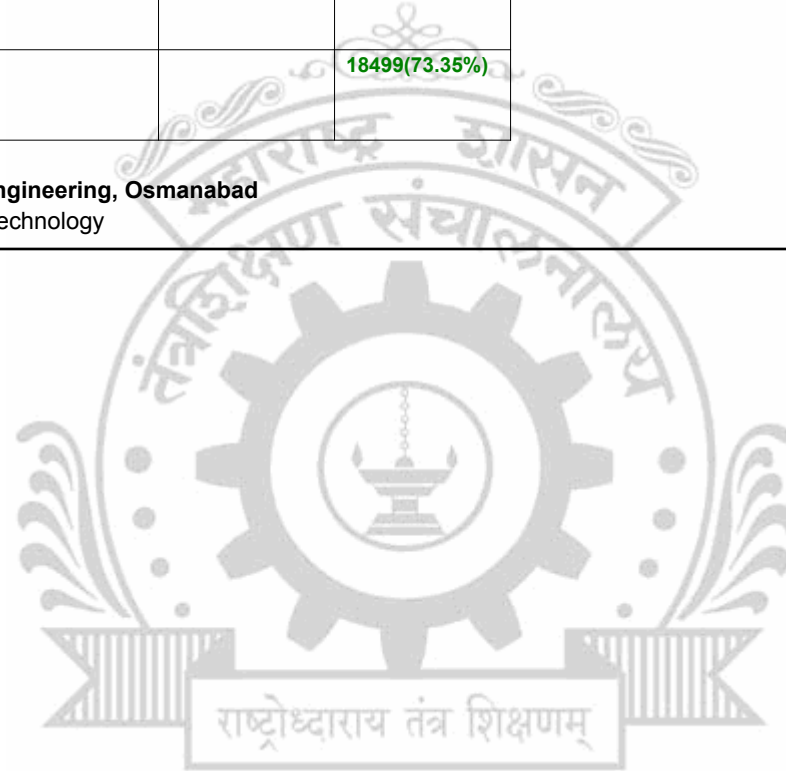 18499(73.35%)
महाराष्ट्र शासन
ngineering, Osmanabad
echnology
तंत्रशिक्षण संचालनालय
राष्ट्रोध्दाराय तंत्र शिक्षणम्